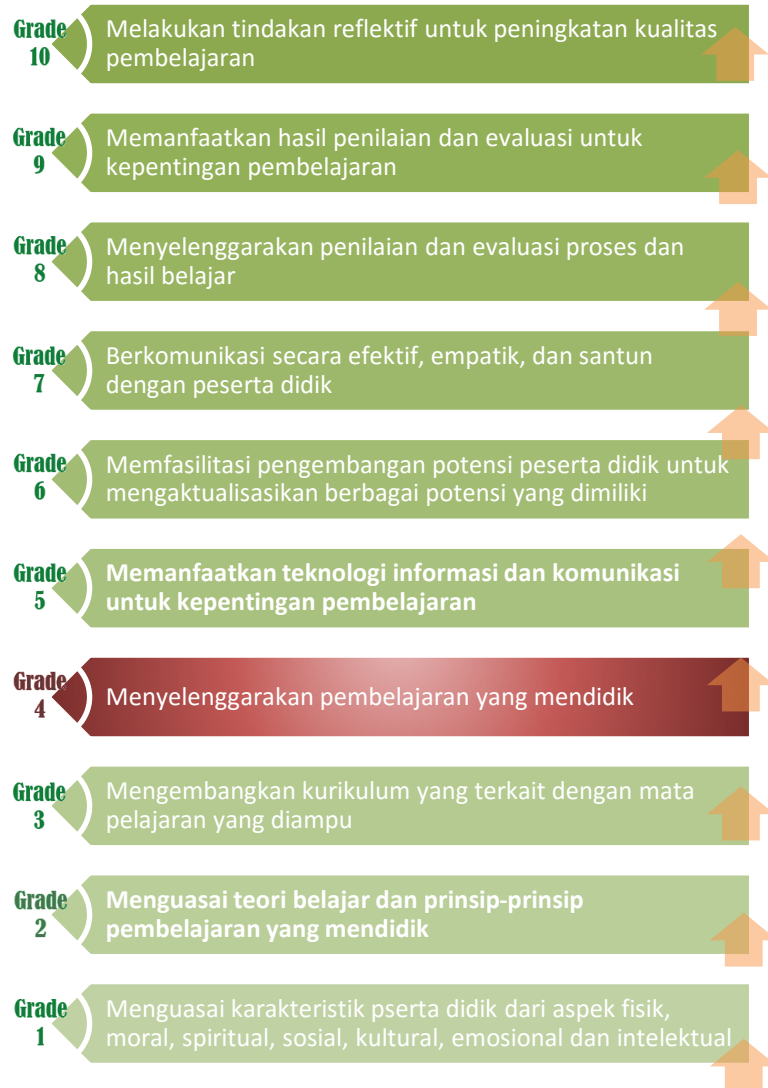 Grade
10
Melakukan tindakan reflektif untuk peningkatan kualitas
pembelajaran
Grade
9
Memanfaatkan hasil penilaian dan evaluasi untuk
kepentingan pembelajaran
Grade
8
Menyelenggarakan penilaian dan evaluasi proses dan
hasil belajar
Grade
7
Berkomunikasi secara efektif, empatik, dan santun
dengan peserta didik
Grade
6
Memfasilitasi pengembangan potensi peserta didik untuk
mengaktualisasikan berbagai potensi yang dimiliki
Grade
5
Memanfaatkan teknologi informasi dan komunikasi
untuk kepentingan pembelajaran
Grade
4
Menyelenggarakan pembelajaran yang mendidik
Grade
3
Mengembangkan kurikulum yang terkait dengan mata
pelajaran yang diampu
Grade
2
Menguasai teori belajar dan prinsip-prinsip
pembelajaran yang mendidik
Grade
1
Menguasai karakteristik pserta didik dari aspek fisik,
moral, spiritual, sosial, kultural, emosional dan intelektual